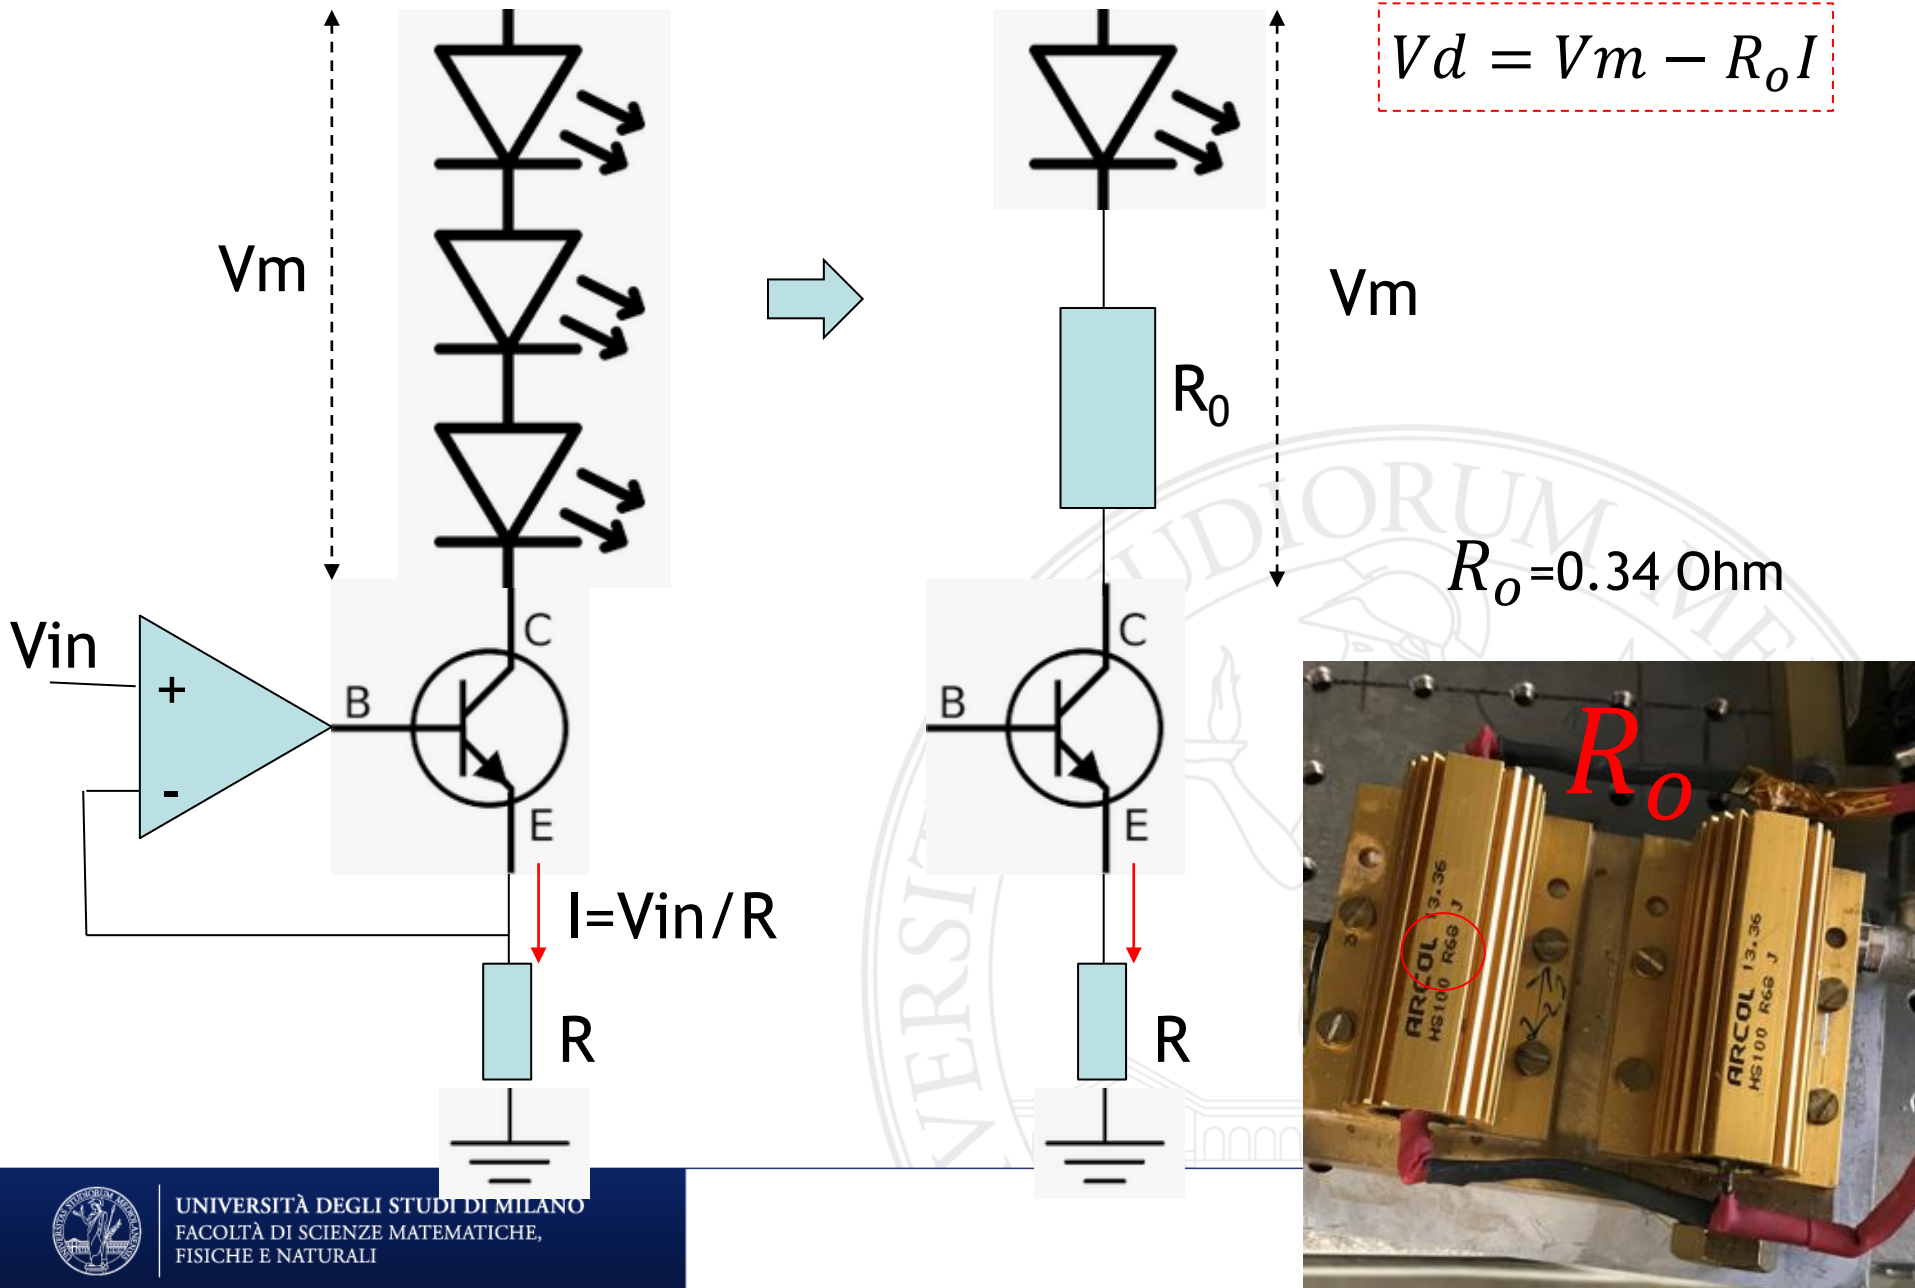 Vd = Vm − RₒI
Vm
Vm
R₀
Rₒ=0.34 Ohm
Vin
+
-
B
C
E
B
C
E
I=Vin/R
R
R
Rₒ
ARCOL 13.36
HS100 R68 J
ARCOL 13.36
HS100 R68 J
UNIVERSITÀ DEGLI STUDI DI MILANO
FACOLTÀ DI SCIENZE MATEMATICHE,
FISICHE E NATURALI